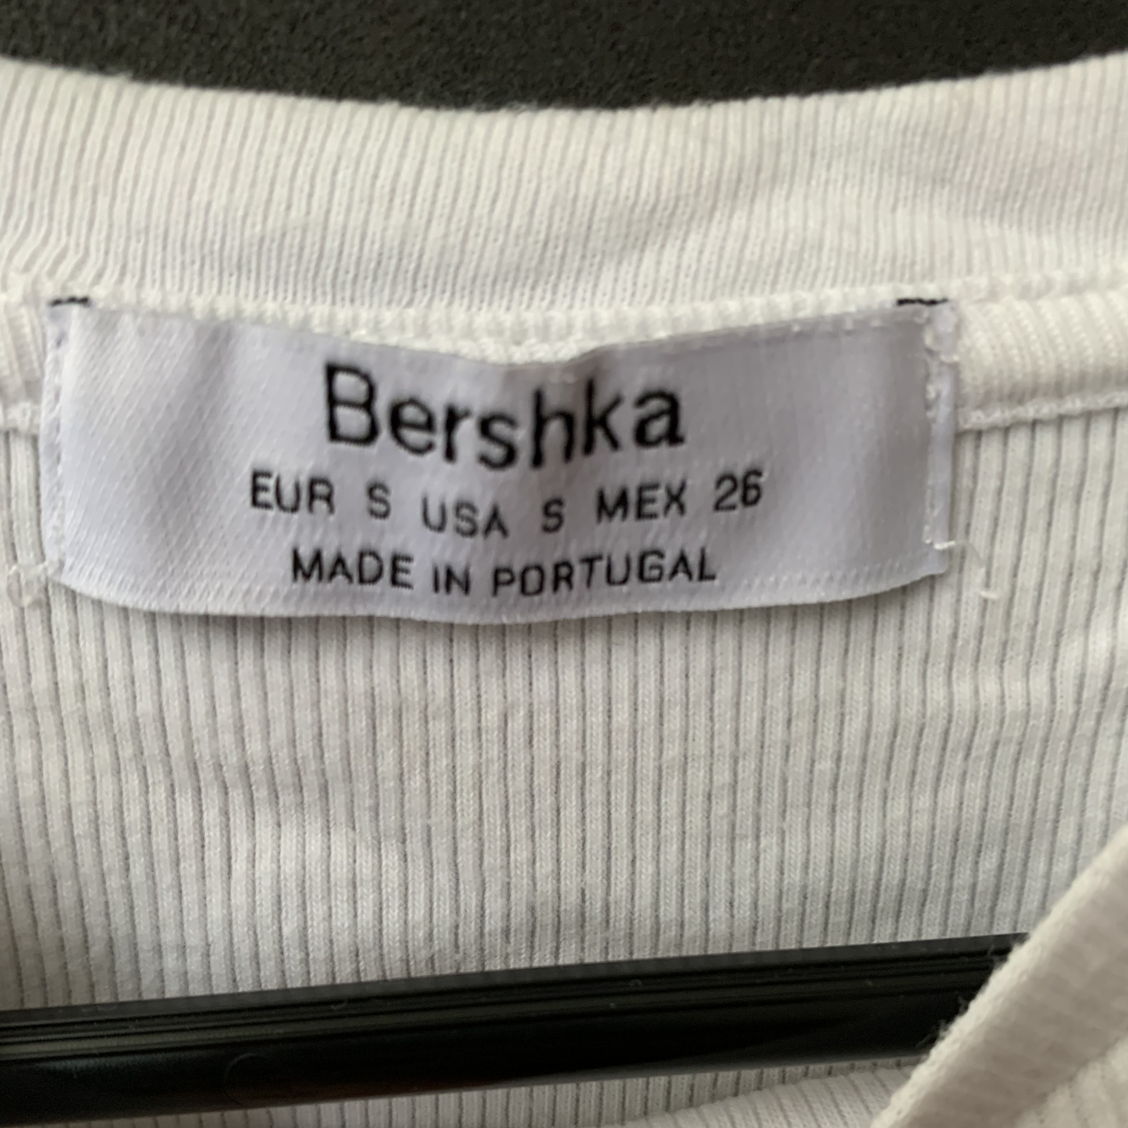 Bershka
EUR S USA S MEX 26
MADE IN PORTUGAL